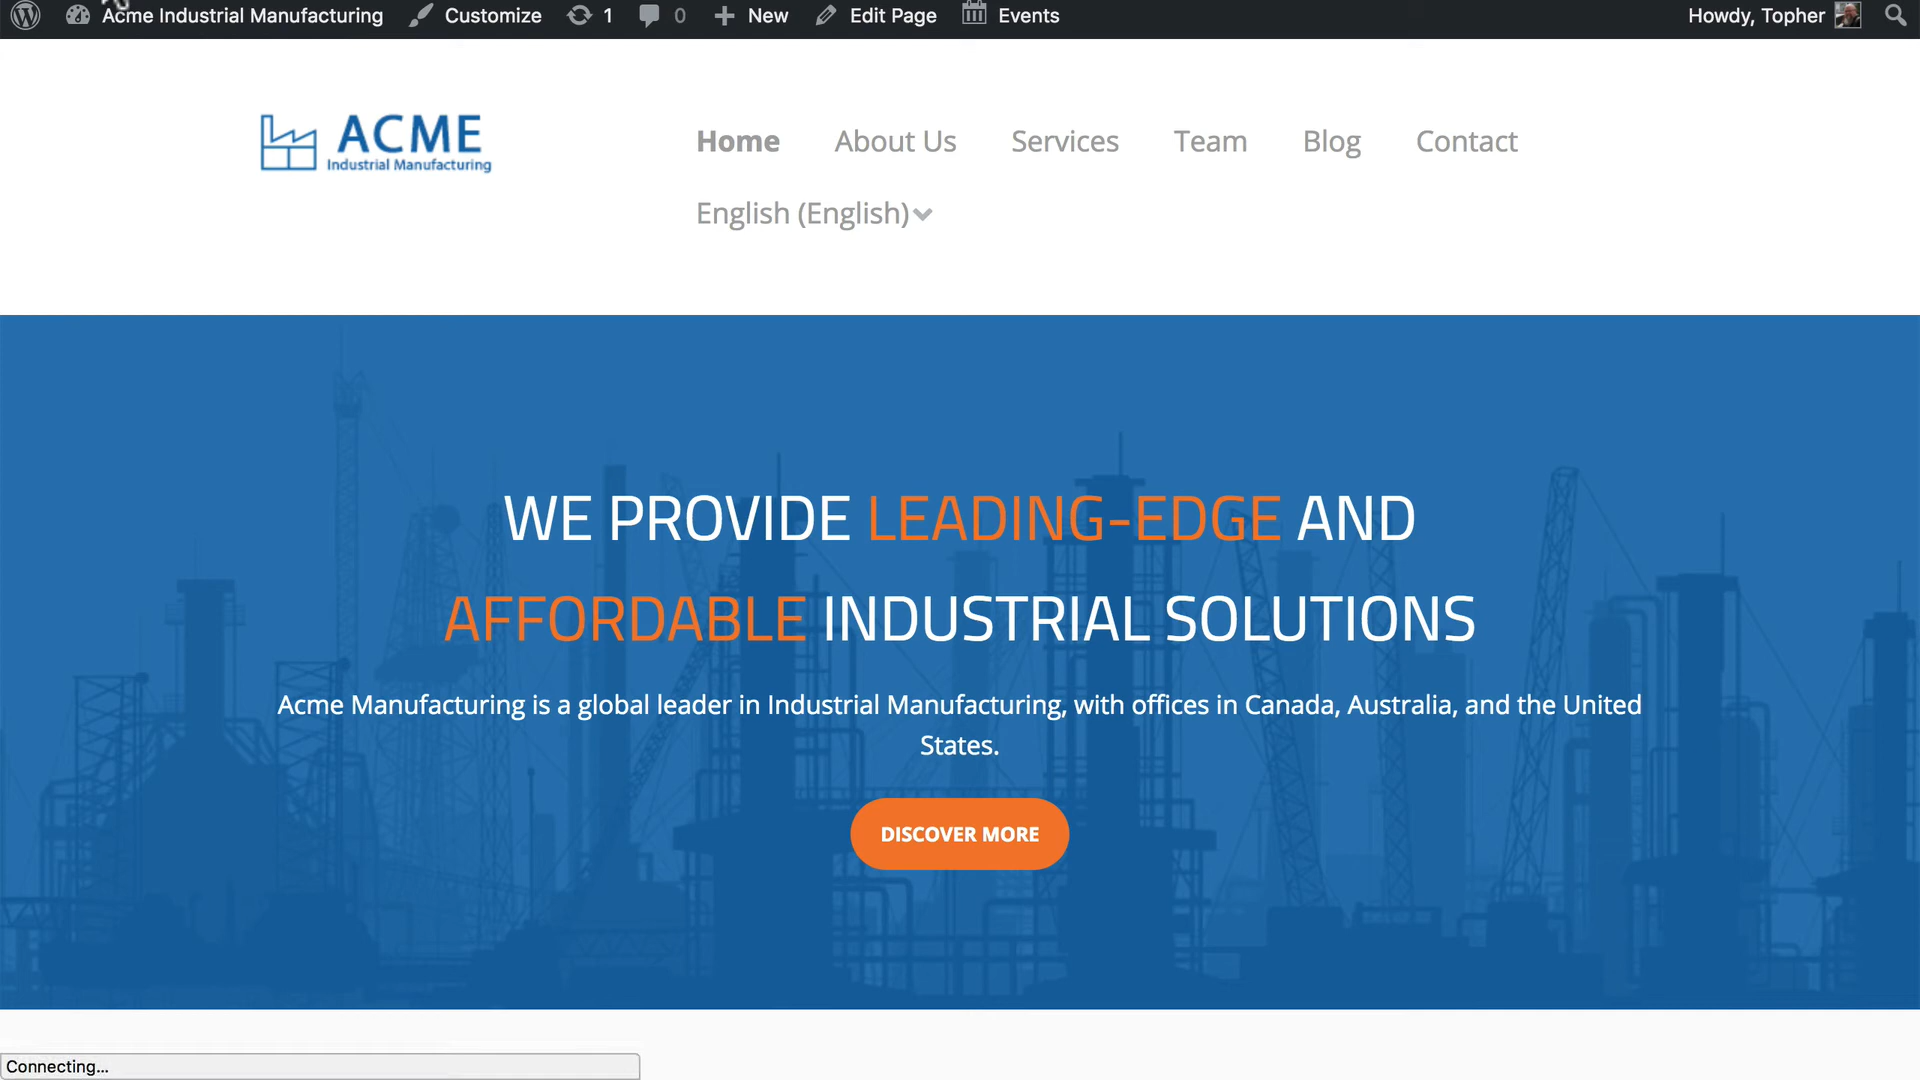 Acme Industrial Manufacturing Customize 1 0 New Edit Page Events Howdy, Topher
ACME
Industrial Manufacturing
Home About Us Services Team Blog Contact
English (English)
WE PROVIDE LEADING-EDGE AND
AFFORDABLE INDUSTRIAL SOLUTIONS
Acme Manufacturing is a global leader in Industrial Manufacturing, with offices in Canada, Australia, and the United
States.
DISCOVER MORE
Connecting...